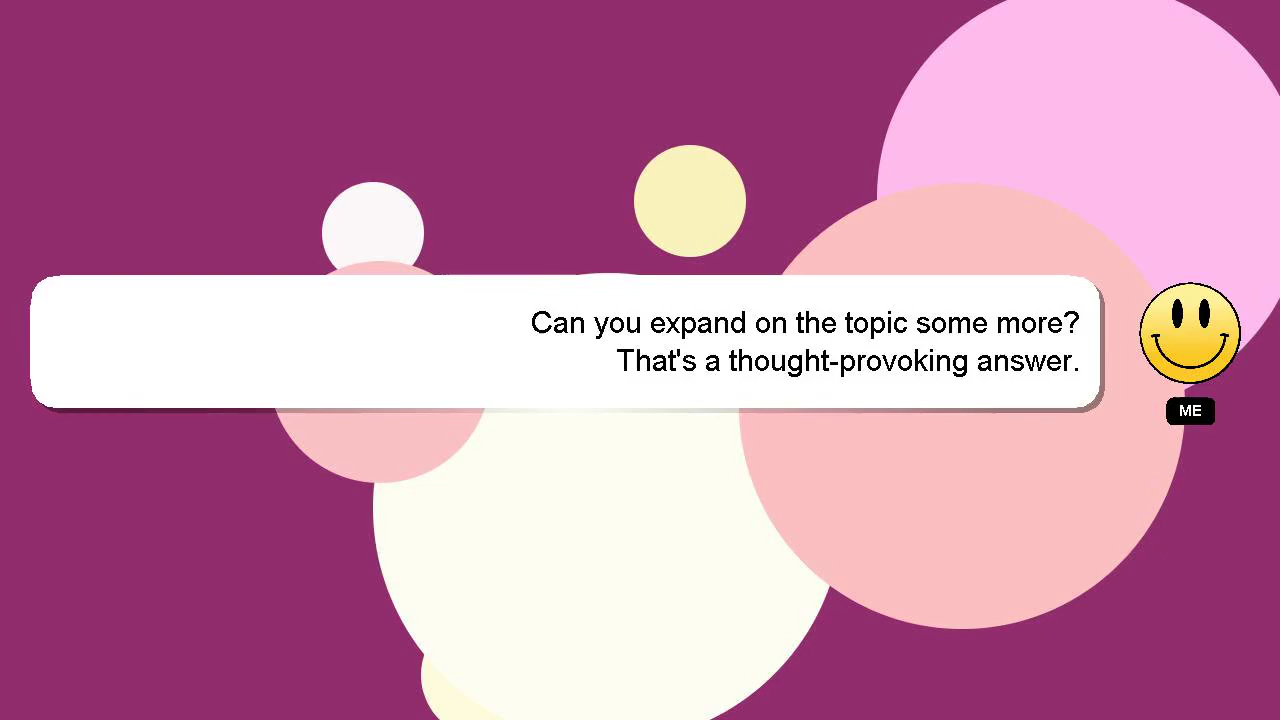 Can you expand on the topic some more?
That's a thought-provoking answer.
ME